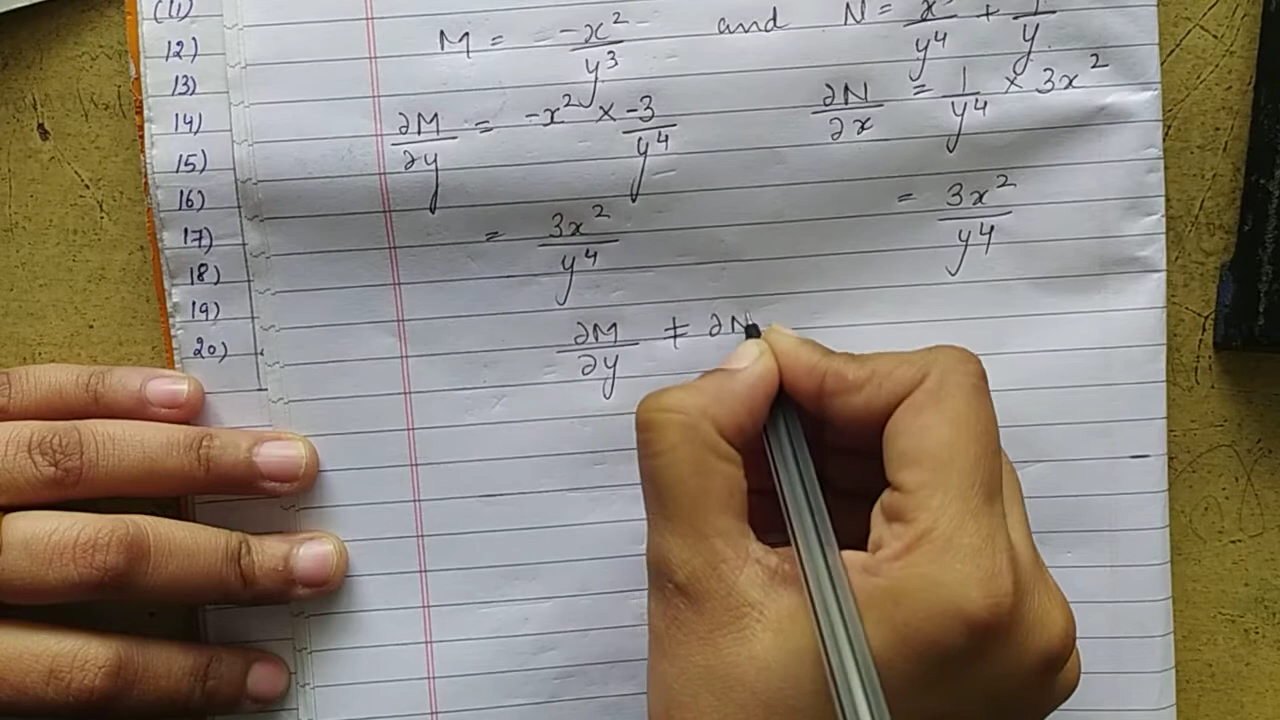 (11)
12) M = -x²/y³ and N = x³/y⁴ + 1/y
13)
14) ∂M/∂y = -x² × -3/y⁴ ∂N/∂x = 1/y⁴ × 3x²
15)
16)
17) = 3x²/y⁴ = 3x²/y⁴
18)
19)
20) ∂M/∂y ≠ ∂N